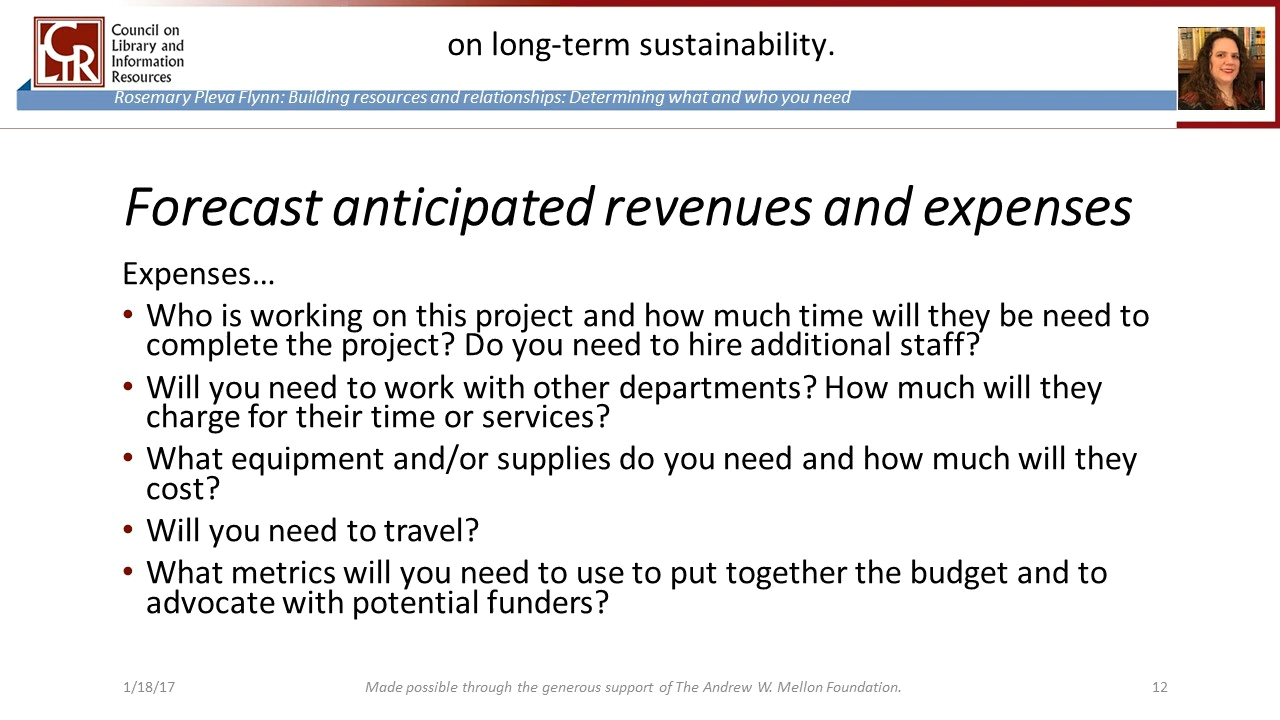 CLIR
Council on
Library and
Information
Resources
on long-term sustainability.
Rosemary Pleva Flynn: Building resources and relationships: Determining what and who you need
Forecast anticipated revenues and expenses
Expenses…
• Who is working on this project and how much time will they be need to
complete the project? Do you need to hire additional staff?
• Will you need to work with other departments? How much will they
charge for their time or services?
• What equipment and/or supplies do you need and how much will they
cost?
• Will you need to travel?
• What metrics will you need to use to put together the budget and to
advocate with potential funders?
1/18/17
Made possible through the generous support of The Andrew W. Mellon Foundation.
12